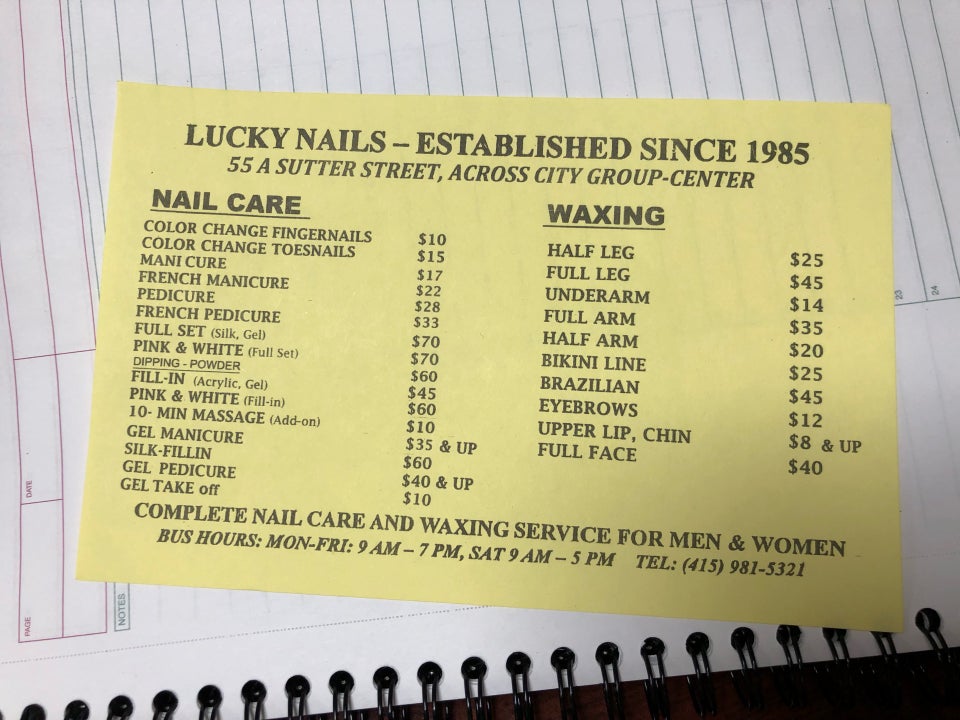 LUCKY NAILS – ESTABLISHED SINCE 1985
55 A SUTTER STREET, ACROSS CITY GROUP-CENTER
NAIL CARE
COLOR CHANGE FINGERNAILS $10
COLOR CHANGE TOESNAILS $15
MANI CURE $17
FRENCH MANICURE $22
PEDICURE $28
FRENCH PEDICURE $33
FULL SET (Silk, Gel) $70
PINK & WHITE (Full Set) $70
DIPPING - POWDER $60
FILL-IN (Acrylic, Gel) $45
PINK & WHITE (Fill-in) $60
10- MIN MASSAGE (Add-on) $10
GEL MANICURE $35 & UP
SILK-FILLIN $60
GEL PEDICURE $40 & UP
GEL TAKE off $10
WAXING
HALF LEG $25
FULL LEG $45
UNDERARM $14
FULL ARM $35
HALF ARM $20
BIKINI LINE $25
BRAZILIAN $45
EYEBROWS $12
UPPER LIP, CHIN $8 & UP
FULL FACE $40
COMPLETE NAIL CARE AND WAXING SERVICE FOR MEN & WOMEN
BUS HOURS: MON-FRI: 9 AM – 7 PM, SAT 9 AM – 5 PM TEL: (415) 981-5321
DATE
PAGE
NOTES
23
24